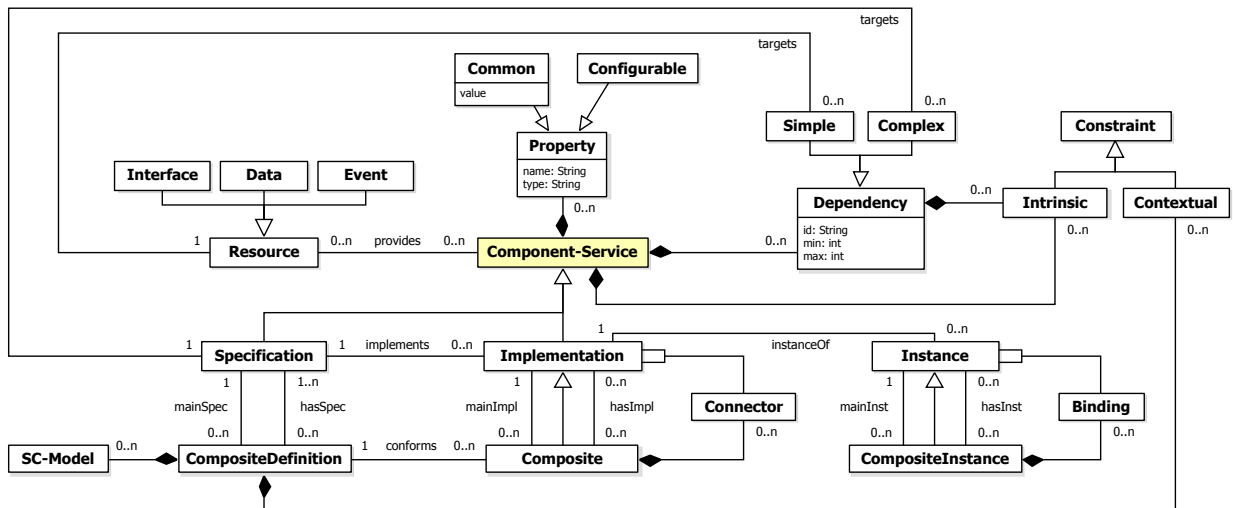 targets
targets
Common
value
Configurable
0..n
0..n
Simple
Complex
Constraint
Property
name: String
type: String
Interface
Data
Event
0..n
Dependency
id: String
min: int
max: int
0..n
Intrinsic
Contextual
0..n
0..n
1
Resource
0..n
provides
0..n
Component-Service
0..n
1
0..n
instanceOf
1
Specification
1
implements
0..n
Implementation
Instance
1
1..n
mainSpec
hasSpec
0..n
0..n
1
0..n
mainImpl
hasImpl
0..n
0..n
Connector
0..n
1
0..n
mainInst
hasInst
0..n
0..n
Binding
0..n
SC-Model
0..n
CompositeDefinition
1
conforms
0..n
Composite
CompositeInstance